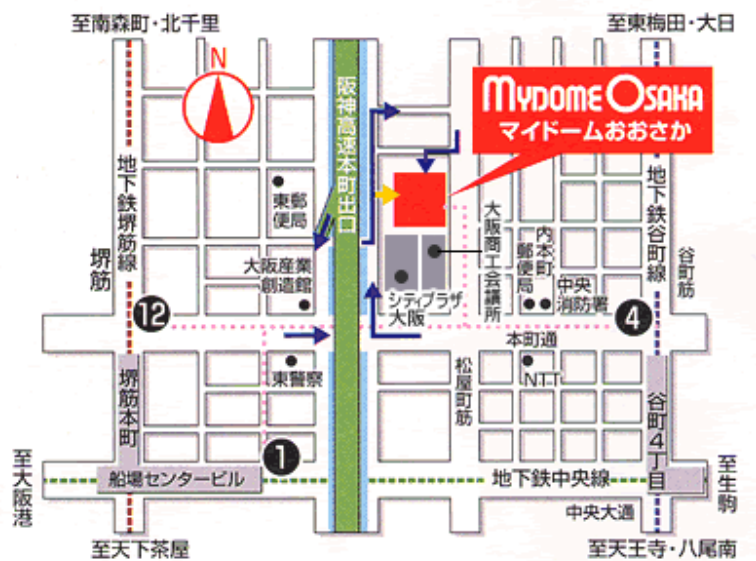 至南森町・北千里
至東梅田・大日
N
MYDOME OSAKA
マイドームおおさか
阪神高速本町出口
地下鉄堺筋線
堺筋
東郵
便局
大阪産業
創造館
シティプラザ
大阪
大阪商工会議所
内本町
郵便局
中央
消防署
地下鉄谷町線
谷町筋
12
4
東警察
本町通
NTT
松屋町筋
堺筋本町
谷町4丁目
1
船場センタービル
地下鉄中央線
至大阪港
至生駒
中央大通
至天下茶屋
至天王寺・八尾南